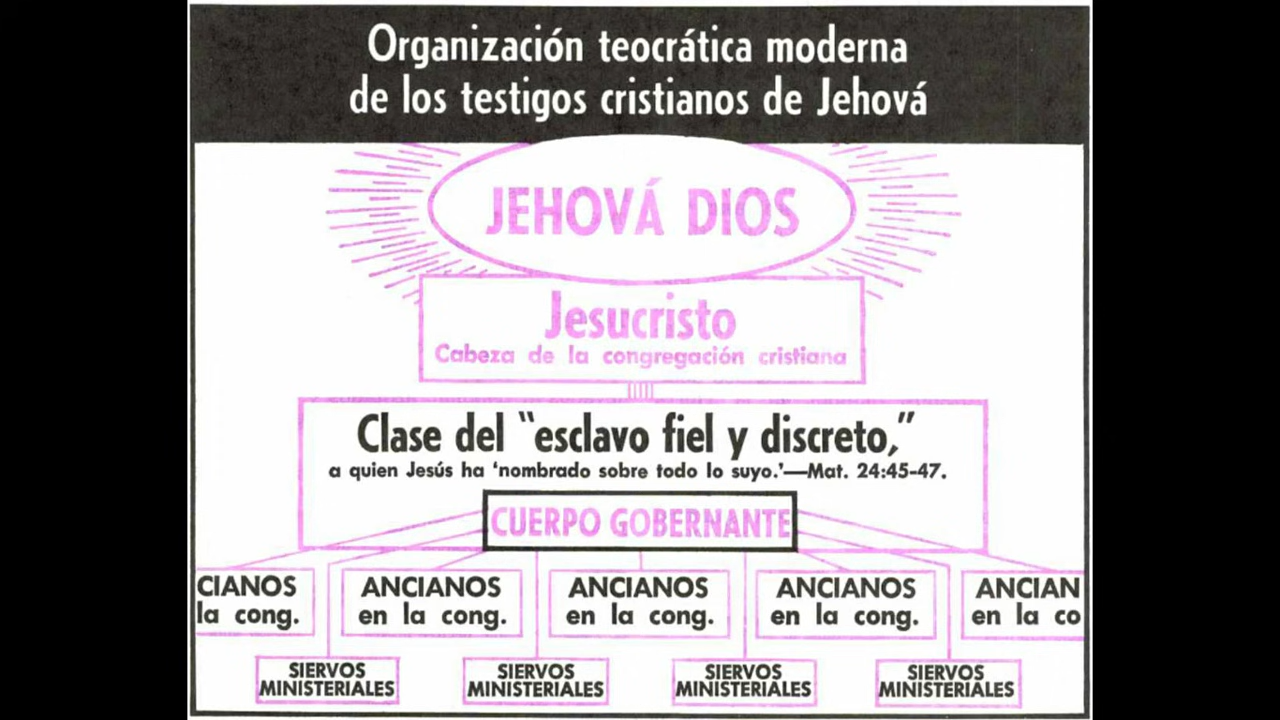 Organización teocrática moderna
de los testigos cristianos de Jehová
JEHOVÁ DIOS
Jesucristo
Cabeza de la congregación cristiana
Clase del “esclavo fiel y discreto,”
a quien Jesús ha ‘nombrado sobre todo lo suyo.’—Mat. 24:45-47.
CUERPO GOBERNANTE
CIANOS
la cong.
ANCIANOS
en la cong.
ANCIANOS
en la cong.
ANCIANOS
en la cong.
ANCIAN
en la co
SIERVOS
MINISTERIALES
SIERVOS
MINISTERIALES
SIERVOS
MINISTERIALES
SIERVOS
MINISTERIALES